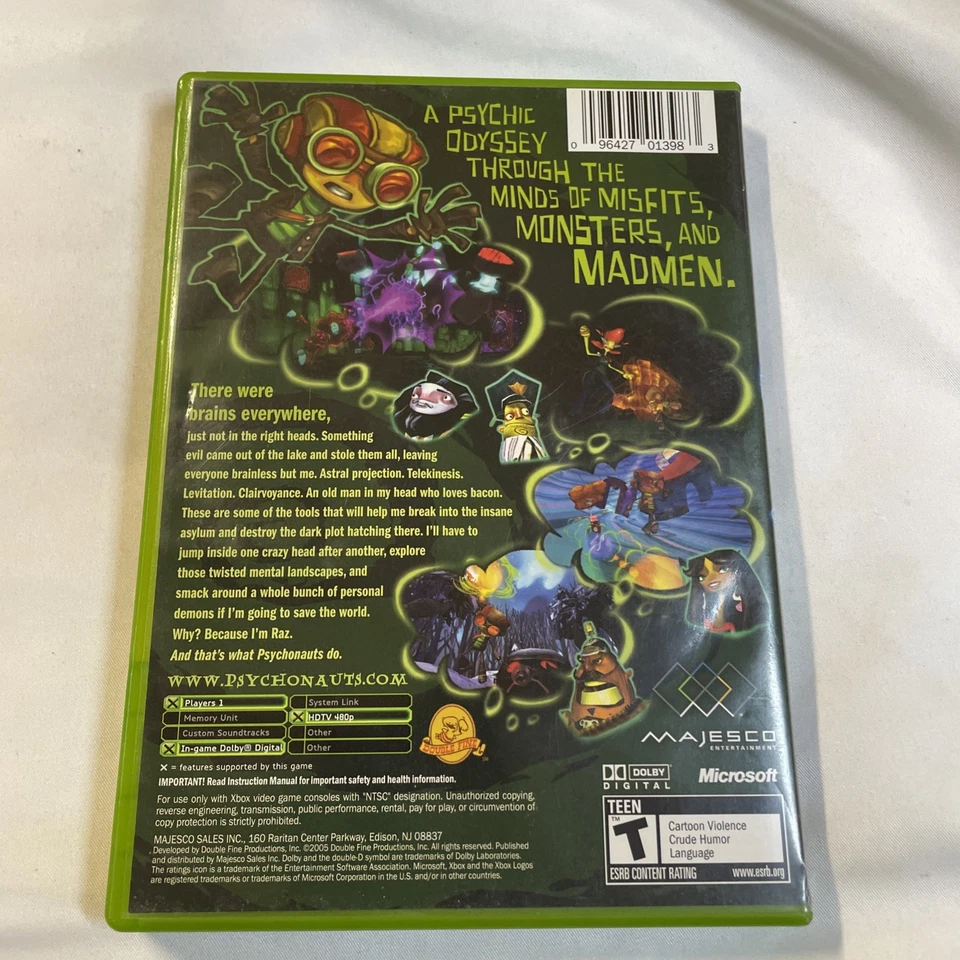 A PSYCHIC
ODYSSEY
THROUGH THE
MINDS OF MISFITS,
MONSTERS, AND
MADMEN.
0 96427 01398 3
There were
brains everywhere,
just not in the right heads. Something
evil came out of the lake and stole them all, leaving
everyone brainless but me. Astral projection. Telekinesis.
Levitation. Clairvoyance. An old man in my head who loves bacon.
These are some of the tools that will help me break into the insane
asylum and destroy the dark plot hatching there. I'll have to
jump inside one crazy head after another, explore
those twisted mental landscapes, and
smack around a whole bunch of personal
demons if I'm going to save the world.
Why? Because I'm Raz.
And that's what Psychonauts do.
WWW.PSYCHONAUTS.COM
X Players 1
System Link
Memory Unit
X HDTV 480p
Custom Soundtracks
Other
X In-game Dolby® Digital
Other
X = features supported by this game
DOUBLE FINE
SM
MAJESCO
ENTERTAINMENT
IMPORTANT! Read Instruction Manual for important safety and health information.
For use only with Xbox video game consoles with "NTSC" designation. Unauthorized copying,
reverse engineering, transmission, public performance, rental, pay for play, or circumvention of
copy protection is strictly prohibited.
MAJESCO SALES INC., 160 Raritan Center Parkway, Edison, NJ 08837
Developed by Double Fine Productions, Inc. ©2005 Double Fine Productions, Inc. All rights reserved. Published
and distributed by Majesco Sales Inc. Dolby and the double-D symbol are trademarks of Dolby Laboratories.
The ratings icon is a trademark of the Entertainment Software Association. Microsoft, Xbox and the Xbox Logos
are registered trademarks or trademarks of Microsoft Corporation in the U.S. and/or in other countries.
DOLBY
DIGITAL
Microsoft
TEEN
T
TM
Cartoon Violence
Crude Humor
Language
ESRB CONTENT RATING www.esrb.org